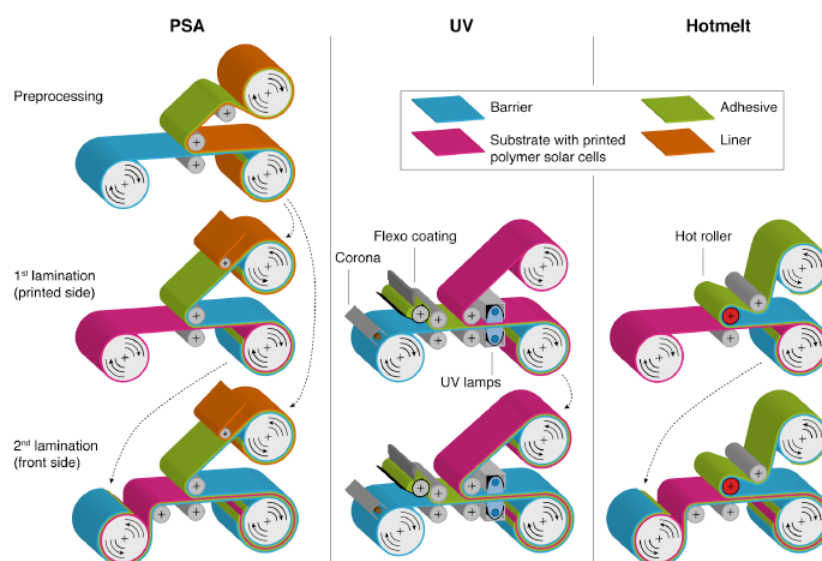 PSA
UV
Hotmelt
Preprocessing
Barrier
Adhesive
Substrate with printed
polymer solar cells
Liner
Flexo coating
Hot roller
Corona
1st lamination
(printed side)
UV lamps
2nd lamination
(front side)